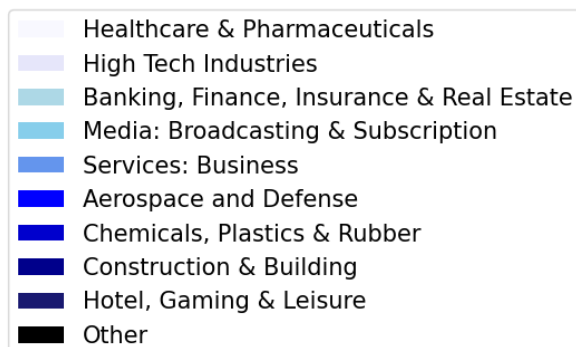 Healthcare & Pharmaceuticals
High Tech Industries
Banking, Finance, Insurance & Real Estate
Media: Broadcasting & Subscription
Services: Business
Aerospace and Defense
Chemicals, Plastics & Rubber
Construction & Building
Hotel, Gaming & Leisure
Other